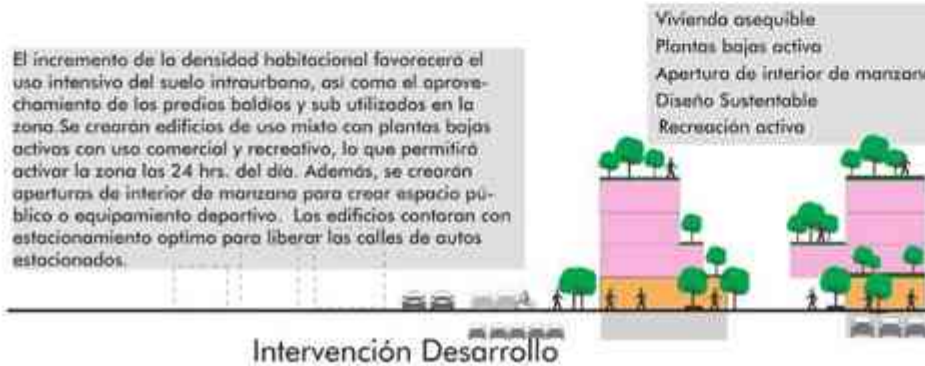 El incremento de la densidad habitacional favorecerá el
uso intensivo del suelo intraurbano, así como el aprove-
chamiento de los predios baldíos y sub utilizados en la
zona.Se crearán edificios de uso mixto con plantas bajas
activas con uso comercial y recreativo, lo que permitirá
activar la zona las 24 hrs. del día. Además, se crearán
aperturas de interior de manzana para crear espacio pú-
blico o equipamiento deportivo. Los edificios contaran con
estacionamiento optimo para liberar las calles de autos
estacionados.
Vivienda asequible
Plantas bajas activa
Apertura de interior de manzana
Diseño Sustentable
Recreación activa
Intervención Desarrollo